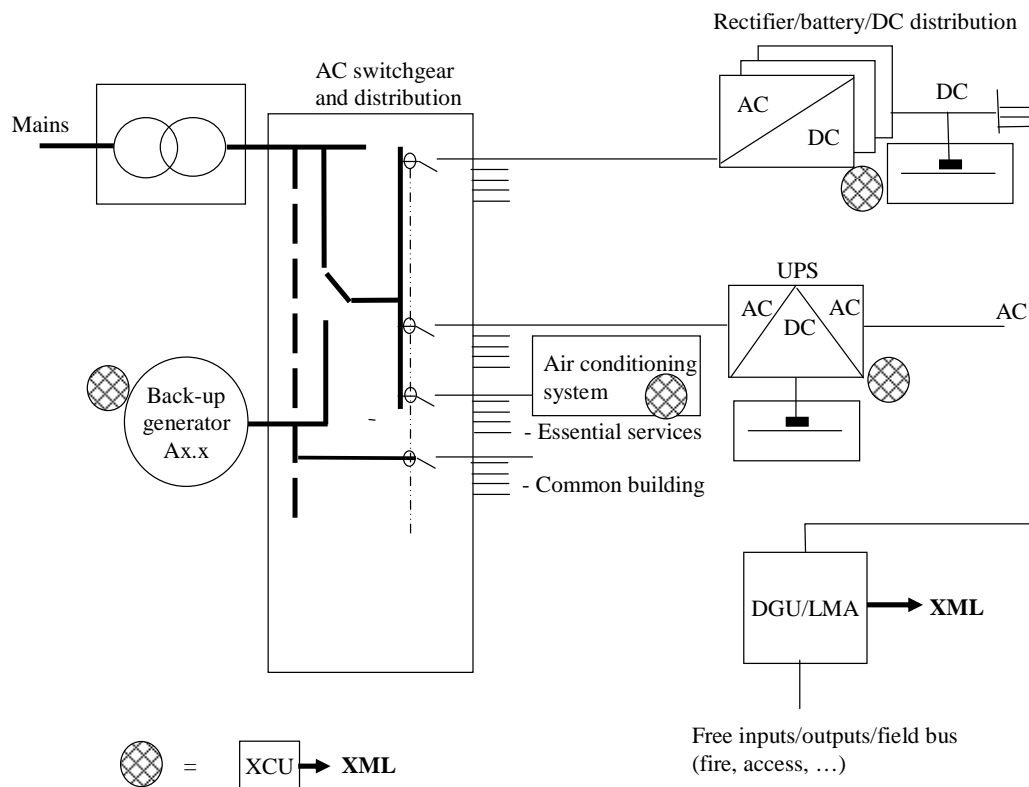 Rectifier/battery/DC distribution
AC switchgear
and distribution
Mains
AC
DC
DC
UPS
AC
AC
DC
AC
Air conditioning
system
Back-up
generator
Ax.x
- Essential services
- Common building
DGU/LMA
XML
Free inputs/outputs/field bus
(fire, access, …)
=
XCU
XML